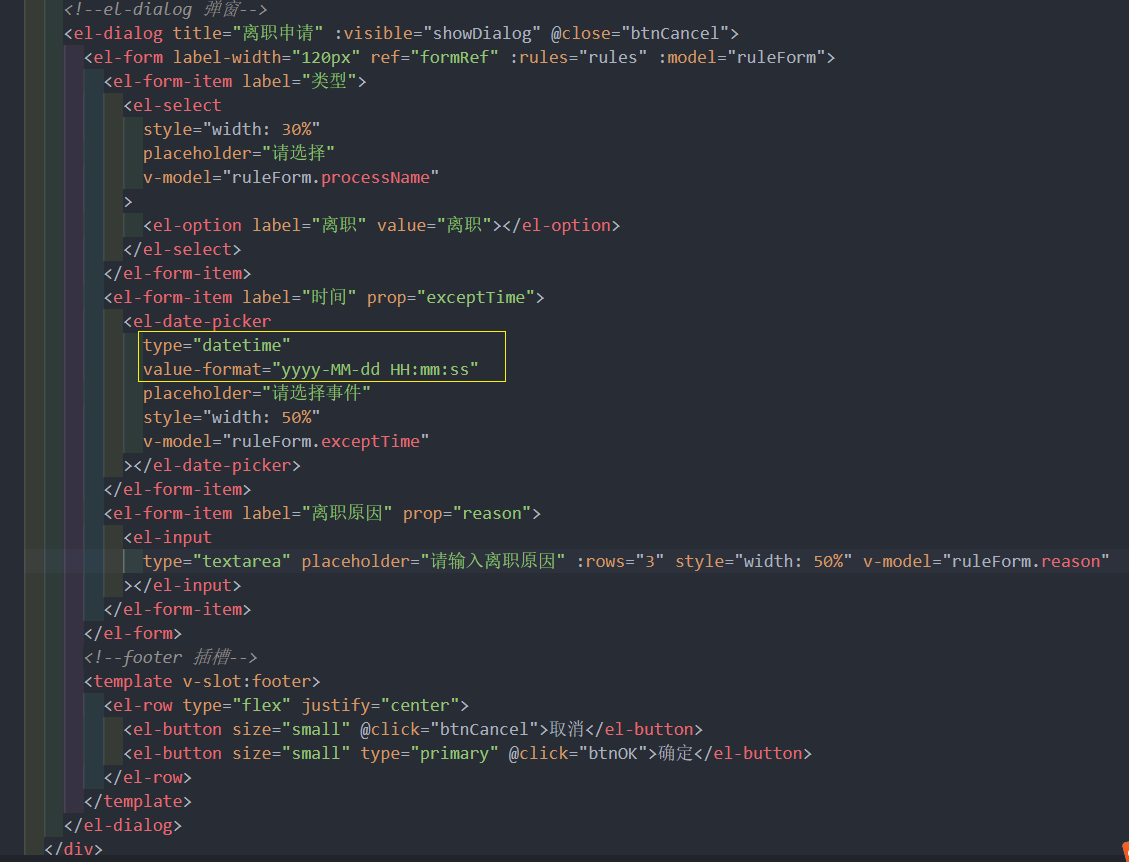 <!--el-dialog 弹窗-->
<el-dialog title="离职申请" :visible="showDialog" @close="btnCancel">
<el-form label-width="120px" ref="formRef" :rules="rules" :model="ruleForm">
<el-form-item label="类型">
<el-select
style="width: 30%"
placeholder="请选择"
v-model="ruleForm.processName"
>
<el-option label="离职" value="离职"></el-option>
</el-select>
</el-form-item>
<el-form-item label="时间" prop="exceptTime">
<el-date-picker
type="datetime"
value-format="yyyy-MM-dd HH:mm:ss"
placeholder="请选择事件"
style="width: 50%"
v-model="ruleForm.exceptTime"
></el-date-picker>
</el-form-item>
<el-form-item label="离职原因" prop="reason">
<el-input
type="textarea" placeholder="请输入离职原因" :rows="3" style="width: 50%" v-model="ruleForm.reason"
></el-input>
</el-form-item>
</el-form>
<!--footer 插槽-->
<template v-slot:footer>
<el-row type="flex" justify="center">
<el-button size="small" @click="btnCancel">取消</el-button>
<el-button size="small" type="primary" @click="btnOK">确定</el-button>
</el-row>
</template>
</el-dialog>
</div>